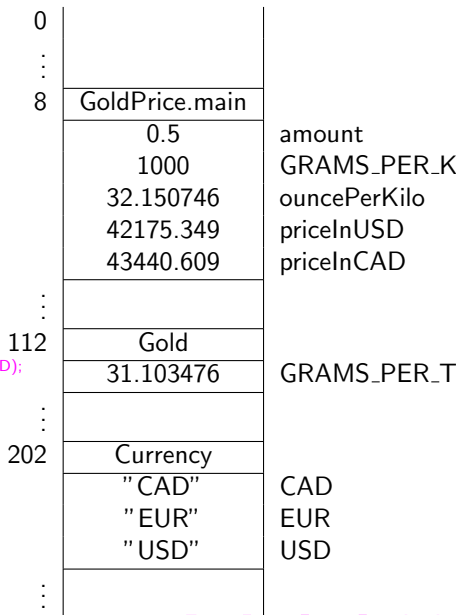 0
⋮
8 GoldPrice.main
0.5 amount
1000 GRAMS_PER_K
32.150746 ouncePerKilo
42175.349 priceInUSD
43440.609 priceInCAD
⋮
112 Gold
D);
31.103476 GRAMS_PER_T
⋮
202 Currency
"CAD" CAD
"EUR" EUR
"USD" USD
⋮